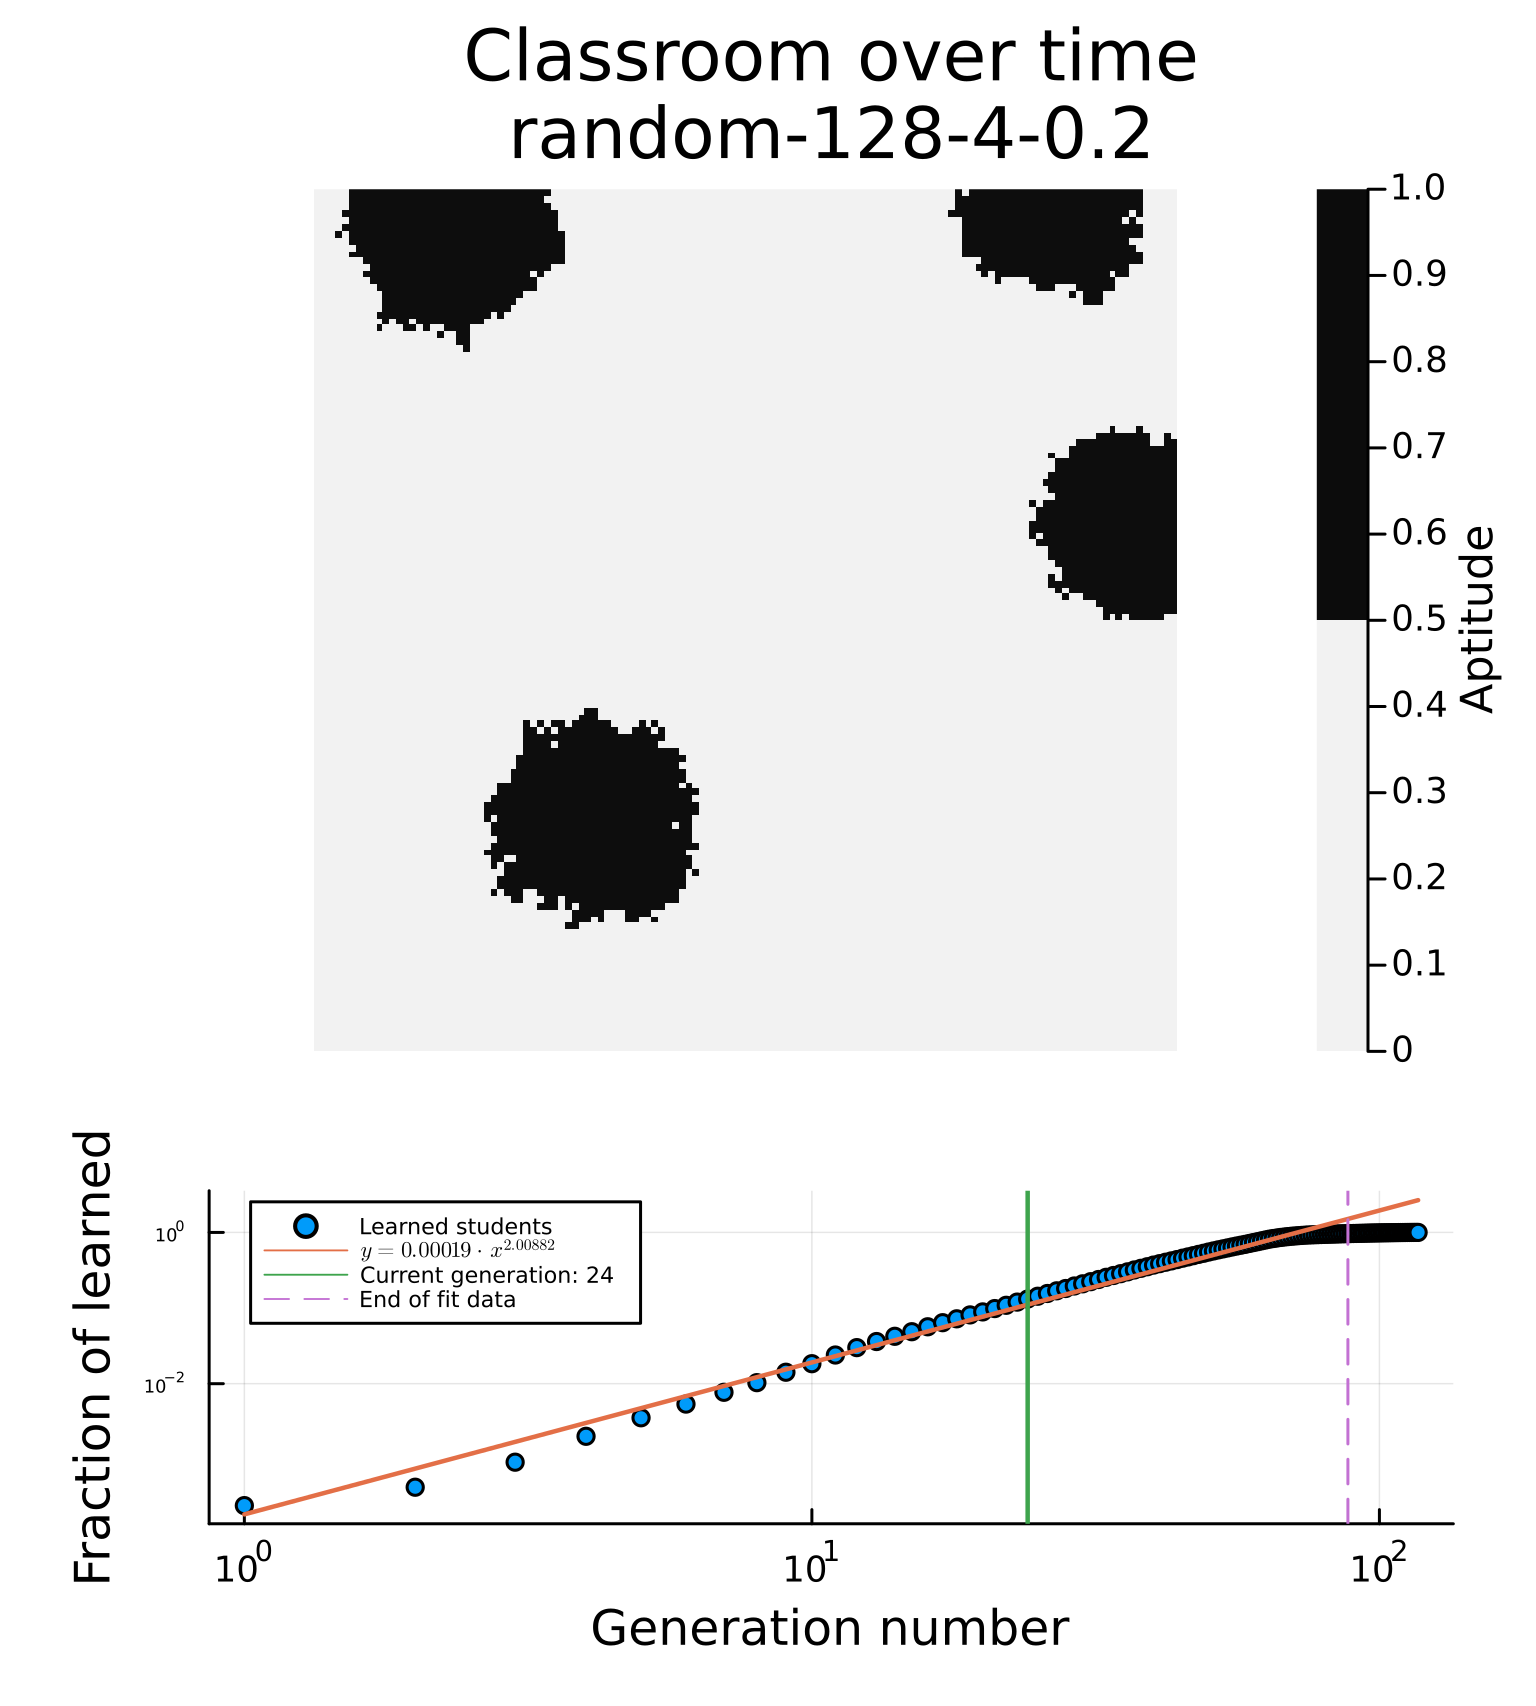 Classroom over time
random-128-4-0.2
1.0
0.9
0.8
0.7
0.6
0.5
0.4
0.3
0.2
0.1
0
Aptitude
Fraction of learned
10^0
10^-2
Learned students
y = 0.00019 · x^2.00882
Current generation: 24
End of fit data
10^0
10^1
10^2
Generation number